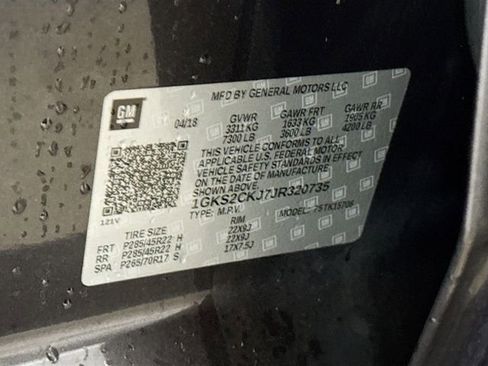 MFD BY GENERAL MOTORS LLC
GM
04/18 GVWR GAWR FRT GAWR RR
3311 KG 1633 KG 1905 KG
7300 LB 3600 LB 4200 LB
THIS VEHICLE CONFORMS TO ALL
APPLICABLE U.S. FEDERAL MOTOR
VEHICLE SAFETY STANDARDS IN EFFECT
ON THE DATE OF MANUFACTURE
SHOWN ABOVE.
1GKS2CKJ7JR320735
TYPE: M.P.V. MODEL: TK15706
121V
TIRE SIZE RIM
FRT P285/45R22 H 22X9J
RR P285/45R22 H 22X9J
SPA P265/70R17 S 17X7.5J